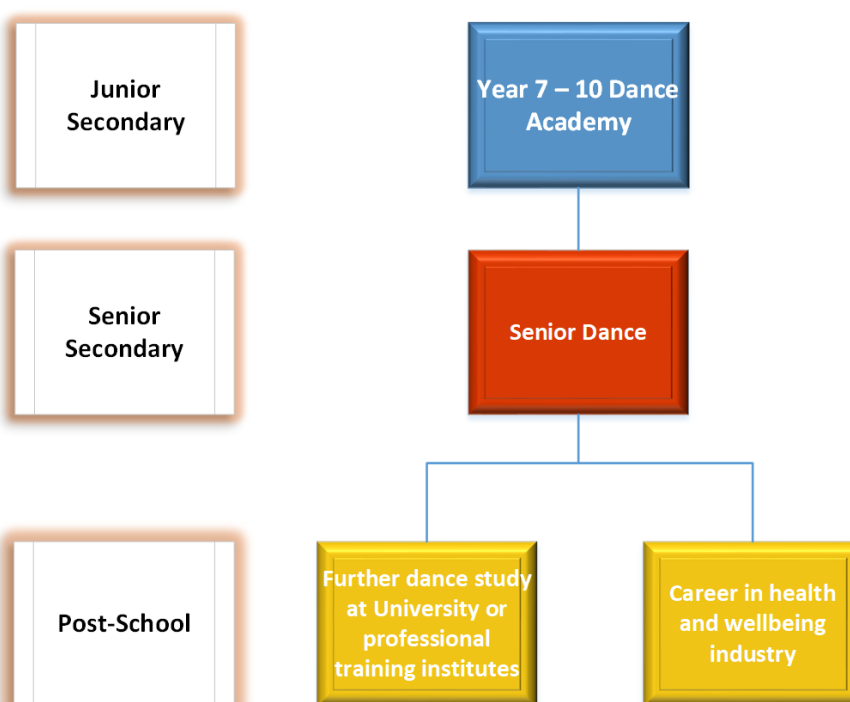 Junior
Secondary
Year 7 – 10 Dance
Academy
Senior
Secondary
Senior Dance
Post-School
Further dance study
at University or
professional
training institutes
Career in health
and wellbeing
industry